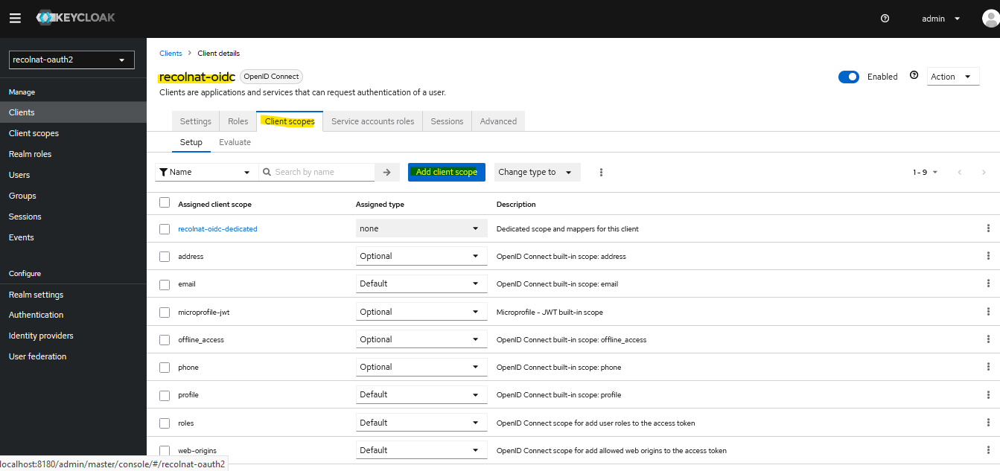 KEYCLOAK
admin
recolnat-oauth2
Manage
Clients
Client scopes
Realm roles
Users
Groups
Sessions
Events
Configure
Realm settings
Authentication
Identity providers
User federation
Clients > Client details
recolnat-oidc OpenID Connect
Enabled
Action
Clients are applications and services that can request authentication of a user.
Settings Roles Client scopes Service accounts roles Sessions Advanced
Setup Evaluate
Name Search by name Add client scope Change type to 1 - 9
Assigned client scope Assigned type Description
recolnat-oidc-dedicated none Dedicated scope and mappers for this client
address Optional OpenID Connect built-in scope: address
email Default OpenID Connect built-in scope: email
microprofile-jwt Optional Microprofile - JWT built-in scope
offline_access Optional OpenID Connect built-in scope: offline_access
phone Optional OpenID Connect built-in scope: phone
profile Default OpenID Connect built-in scope: profile
roles Default OpenID Connect scope for add user roles to the access token
web-origins Default OpenID Connect scope for add allowed web origins to the access token
localhost:8180/admin/master/console/#/recolnat-oauth2